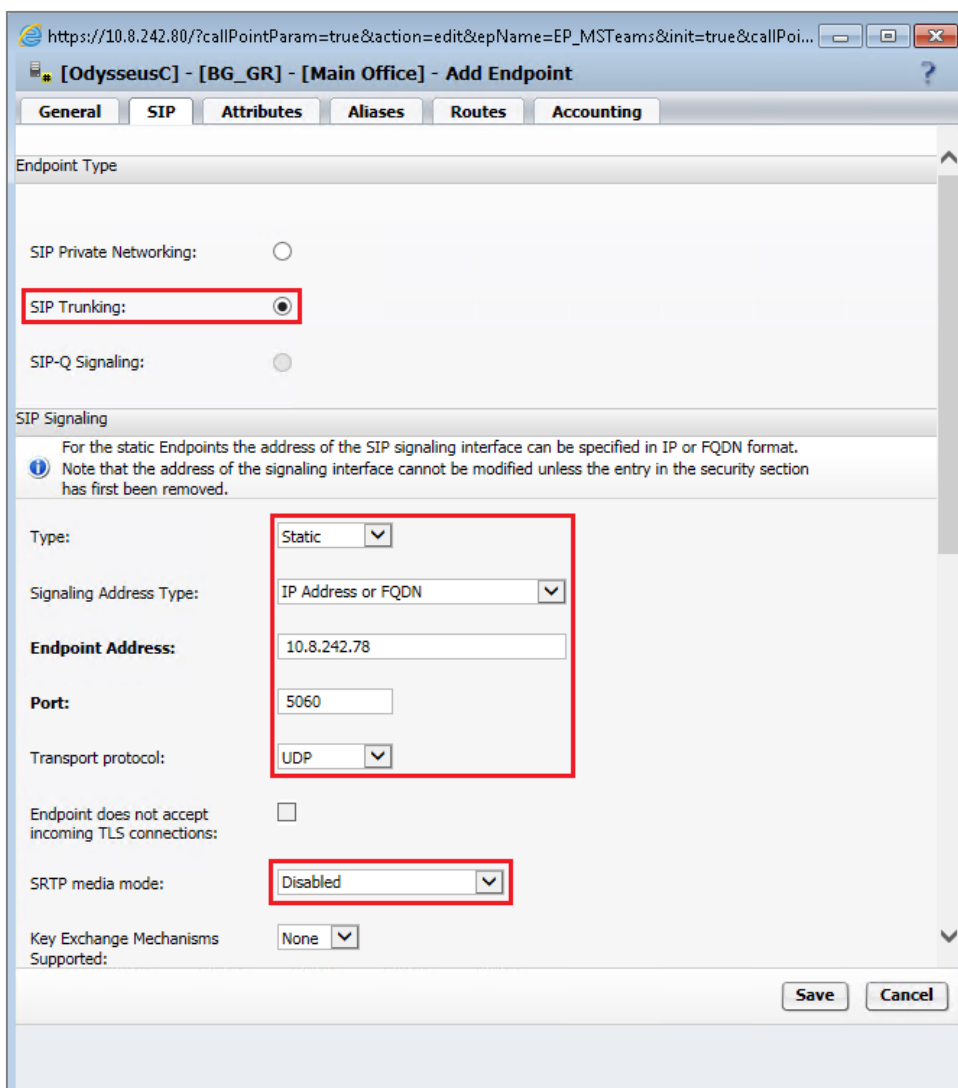 https://10.8.242.80/?callPointParam=true&action=edit&epName=EP_MSTeams&init=true&callPoi...
[OdysseusC] - [BG_GR] - [Main Office] - Add Endpoint ?
General SIP Attributes Aliases Routes Accounting
Endpoint Type
SIP Private Networking:
SIP Trunking:
SIP-Q Signaling:
SIP Signaling
For the static Endpoints the address of the SIP signaling interface can be specified in IP or FQDN format.
Note that the address of the signaling interface cannot be modified unless the entry in the security section
has first been removed.
Type: Static
Signaling Address Type: IP Address or FQDN
Endpoint Address: 10.8.242.78
Port: 5060
Transport protocol: UDP
Endpoint does not accept
incoming TLS connections:
SRTP media mode: Disabled
Key Exchange Mechanisms None
Supported:
Save Cancel